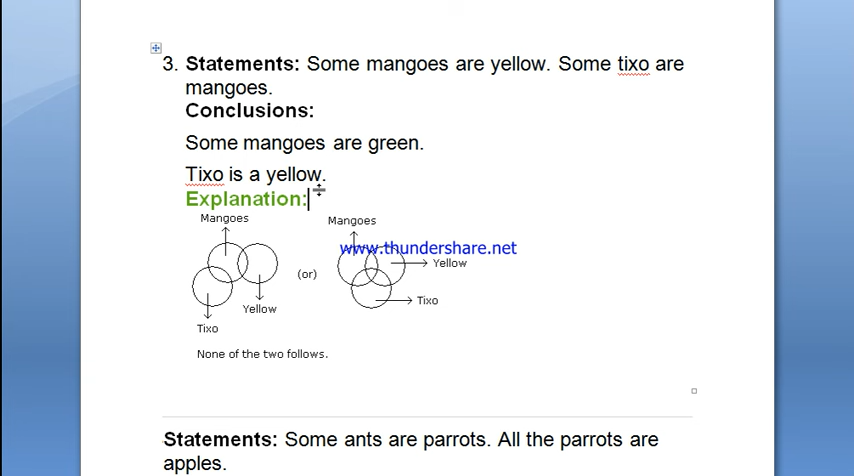 3. Statements: Some mangoes are yellow. Some tixo are
mangoes.
Conclusions:
Some mangoes are green.
Tixo is a yellow.
Explanation:
Mangoes
Mangoes
www.thundershare.net
Yellow
(or)
Tixo
Yellow
Tixo
None of the two follows.
Statements: Some ants are parrots. All the parrots are
apples.